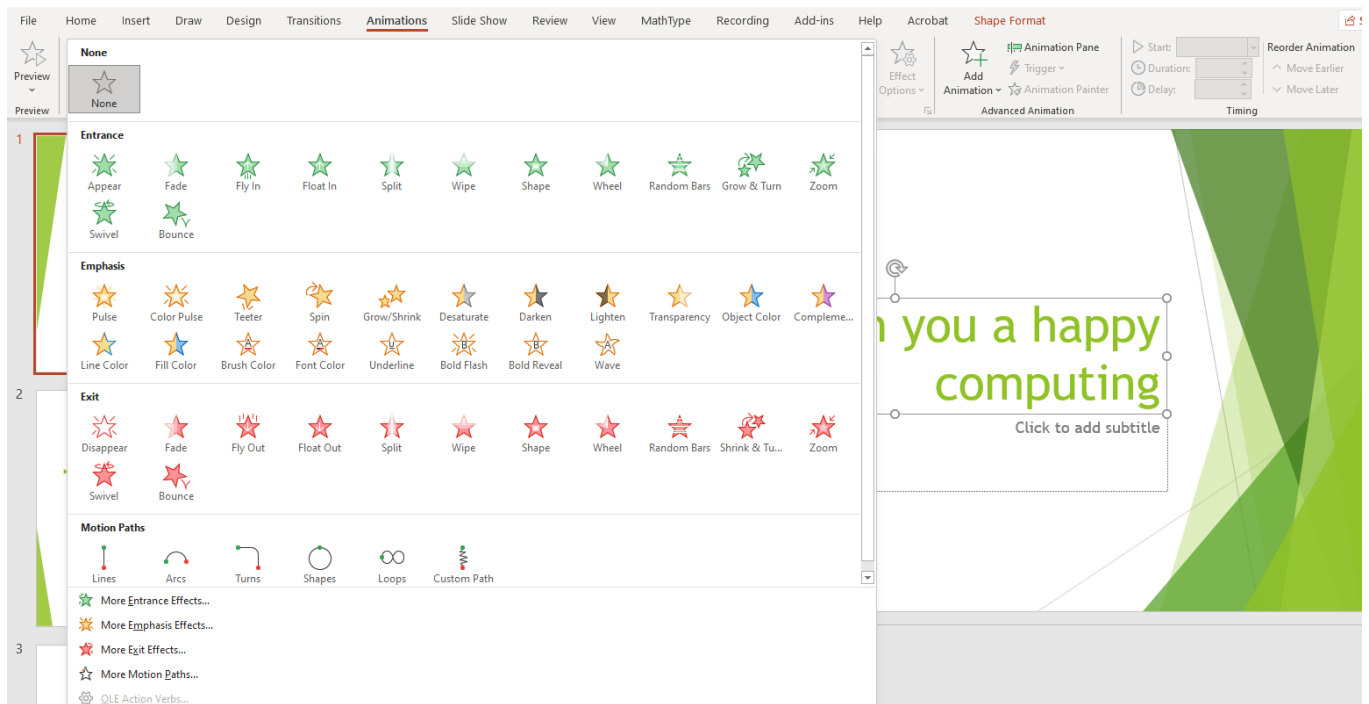 File Home Insert Draw Design Transitions Animations Slide Show Review View MathType Recording Add-ins Help Acrobat Shape Format
Preview
Preview
None
None
Entrance
Appear Fade Fly In Float In Split Wipe Shape Wheel Random Bars Grow & Turn Zoom
Swivel Bounce
Emphasis
Pulse Color Pulse Teeter Spin Grow/Shrink Desaturate Darken Lighten Transparency Object Color Compleme...
Line Color Fill Color Brush Color Font Color Underline Bold Flash Bold Reveal Wave
Exit
Disappear Fade Fly Out Float Out Split Wipe Shape Wheel Random Bars Shrink & Tu... Zoom
Swivel Bounce
Motion Paths
Lines Arcs Turns Shapes Loops Custom Path
More Entrance Effects...
More Emphasis Effects...
More Exit Effects...
More Motion Paths...
OLE Action Verbs...
Effect
Options
Add
Animation
Animation Pane
Trigger
Animation Painter
Advanced Animation
Start:
Duration:
Delay:
Reorder Animation
Move Earlier
Move Later
Timing
1
2
3
you a happy
computing
Click to add subtitle